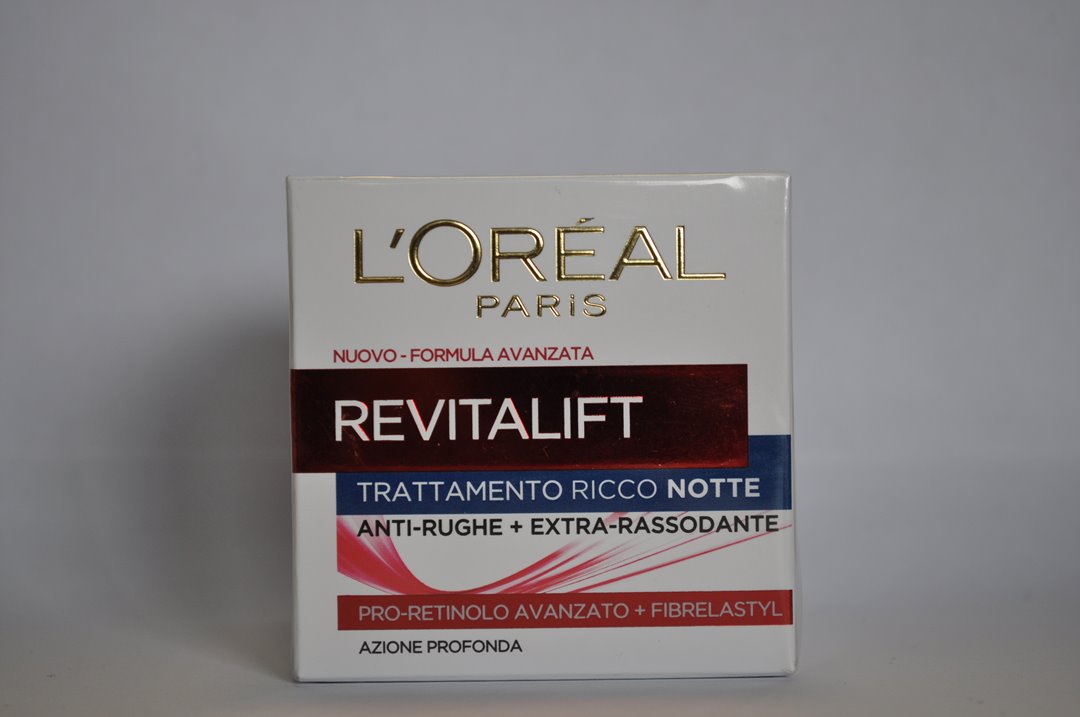 L'ORÉAL
PARiS
NUOVO - FORMULA AVANZATA
REVITALIFT
TRATTAMENTO RICCO NOTTE
ANTI-RUGHE + EXTRA-RASSODANTE
PRO-RETINOLO AVANZATO + FIBRELASTYL
AZIONE PROFONDA